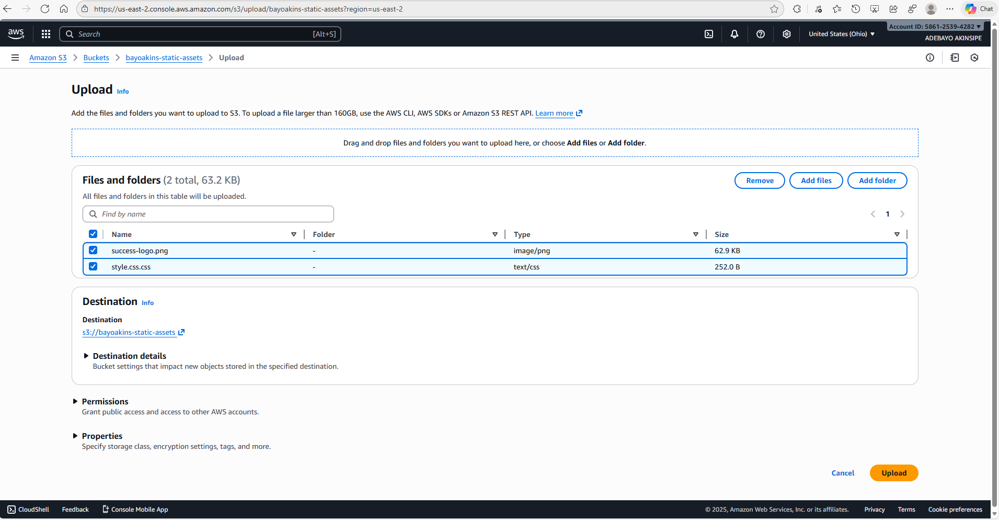 https://us-east-2.console.aws.amazon.com/s3/upload/bayoakins-static-assets?region=us-east-2
Chat
aws
Search [Alt+S]
United States (Ohio)
Account ID: 5861-2539-4282
ADEBAYO AKINSIPE
Amazon S3 Buckets bayoakins-static-assets Upload
Upload Info
Add the files and folders you want to upload to S3. To upload a file larger than 160GB, use the AWS CLI, AWS SDKs or Amazon S3 REST API. Learn more
Drag and drop files and folders you want to upload here, or choose Add files or Add folder.
Files and folders (2 total, 63.2 KB)
Remove Add files Add folder
All files and folders in this table will be uploaded.
Find by name
1
Name Folder Type Size
success-logo.png - image/png 62.9 KB
style.css.css - text/css 252.0 B
Destination Info
Destination
s3://bayoakins-static-assets
Destination details
Bucket settings that impact new objects stored in the specified destination.
Permissions
Grant public access and access to other AWS accounts.
Properties
Specify storage class, encryption settings, tags, and more.
Cancel Upload
CloudShell Feedback Console Mobile App © 2025, Amazon Web Services, Inc. or its affiliates. Privacy Terms Cookie preferences